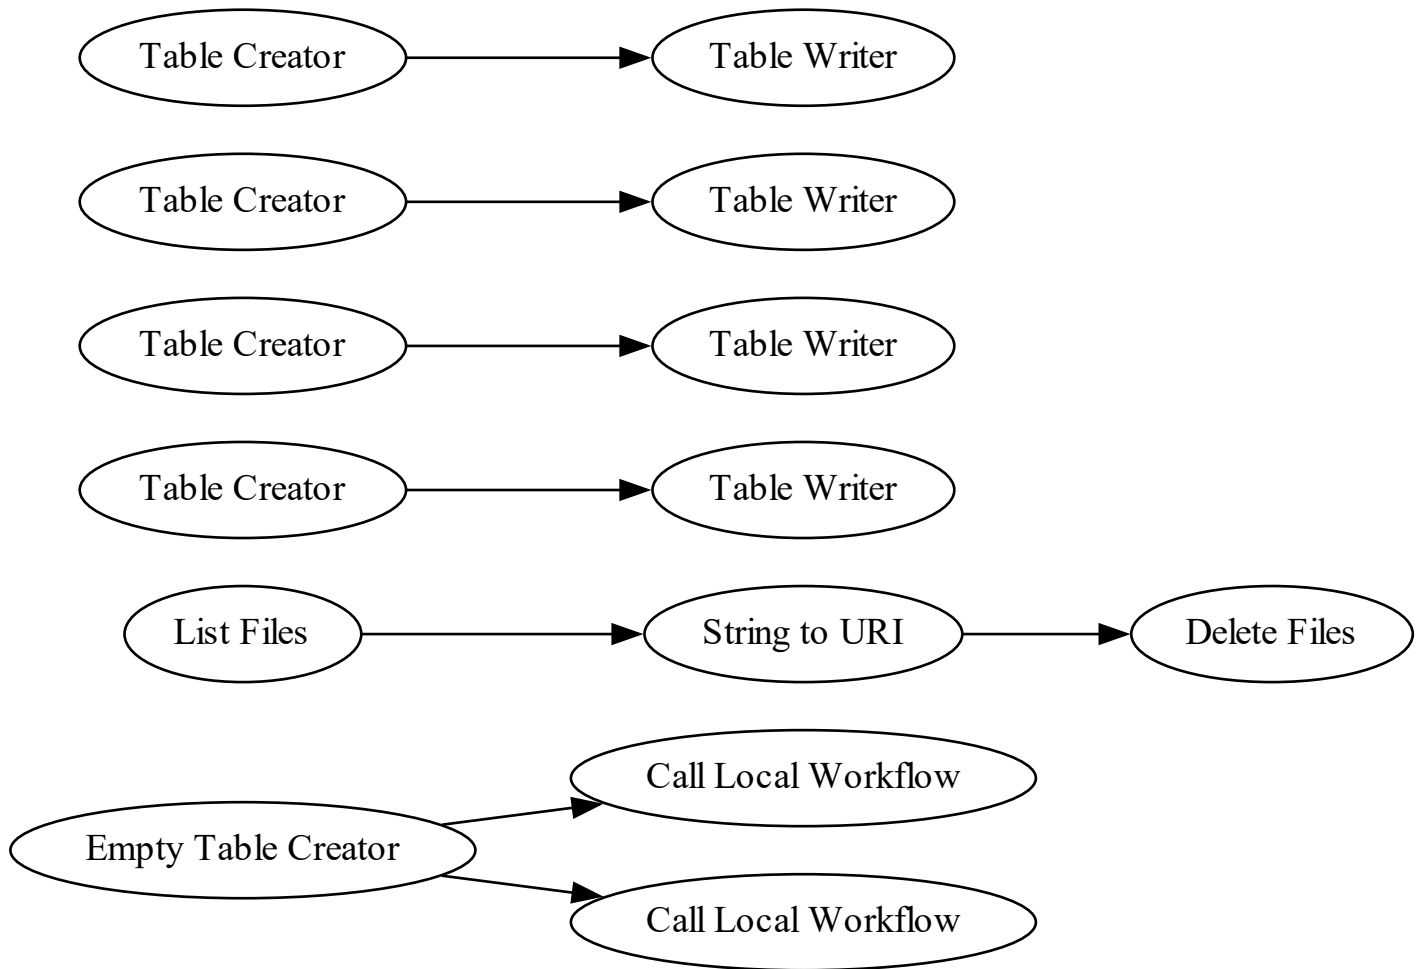 Table Creator
Table Writer
Table Creator
Table Writer
Table Creator
Table Writer
Table Creator
Table Writer
List Files
String to URI
Delete Files
Call Local Workflow
Empty Table Creator
Call Local Workflow